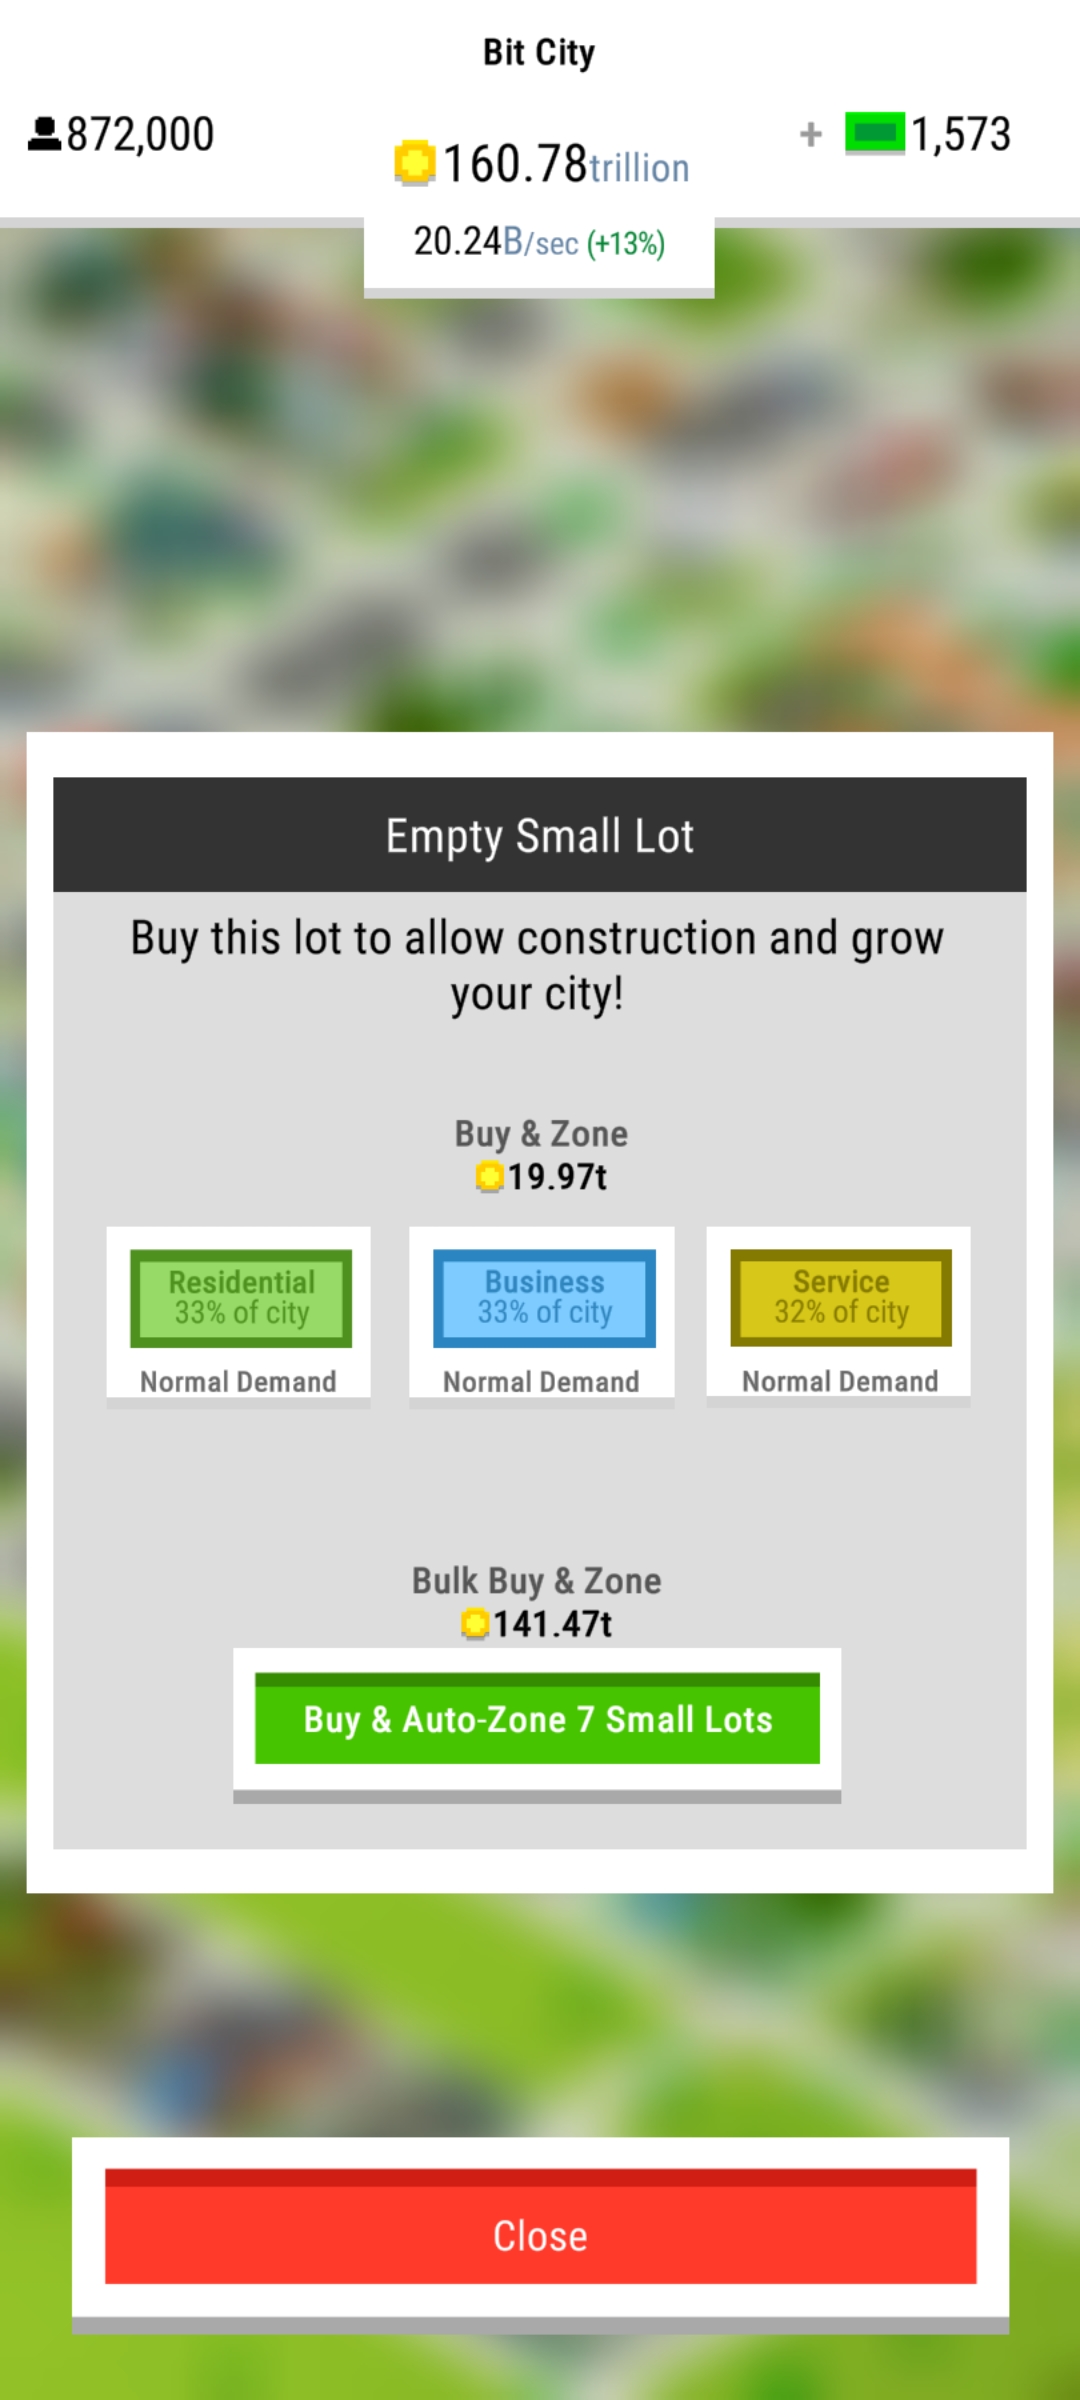 Bit City
872,000
160.78trillion
+ 1,573
20.24B/sec (+13%)
Empty Small Lot
Buy this lot to allow construction and grow
your city!
Buy & Zone
19.97t
Residential
33% of city
Normal Demand
Business
33% of city
Normal Demand
Service
32% of city
Normal Demand
Bulk Buy & Zone
141.47t
Buy & Auto-Zone 7 Small Lots
Close